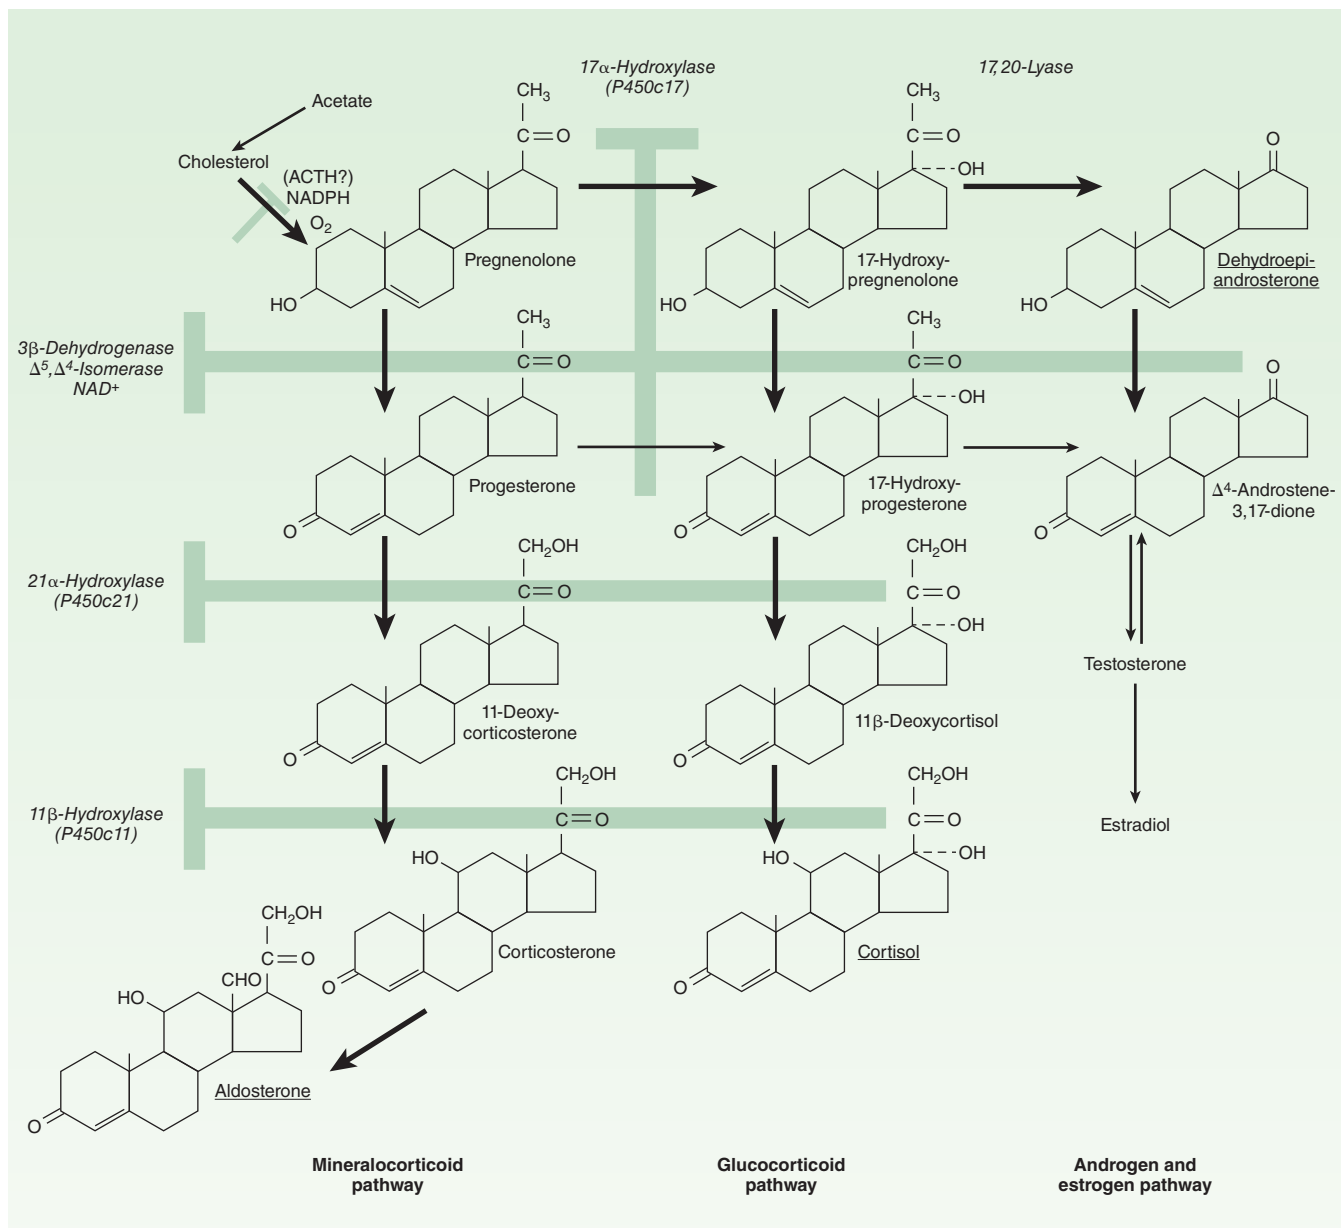 17α-Hydroxylase
(P450c17)
17,20-Lyase
Acetate
Cholesterol
(ACTH?)
NADPH
O2
CH3
C=O
HO
Pregnenolone
CH3
C=O
OH
HO
17-Hydroxy-
pregnenolone
O
HO
Dehydroepi-
androsterone
3β-Dehydrogenase
Δ5,Δ4-Isomerase
NAD+
CH3
C=O
O
Progesterone
CH3
C=O
OH
O
17-Hydroxy-
progesterone
O
O
Δ4-Androstene-
3,17-dione
21α-Hydroxylase
(P450c21)
CH2OH
C=O
O
11-Deoxy-
corticosterone
CH2OH
C=O
OH
O
11β-Deoxycortisol
Testosterone
Estradiol
11β-Hydroxylase
(P450c11)
CH2OH
C=O
HO
O
Corticosterone
CH2OH
C=O
OH
HO
O
Cortisol
CH2OH
C=O
CHO
HO
O
Aldosterone
Mineralocorticoid
pathway
Glucocorticoid
pathway
Androgen and
estrogen pathway